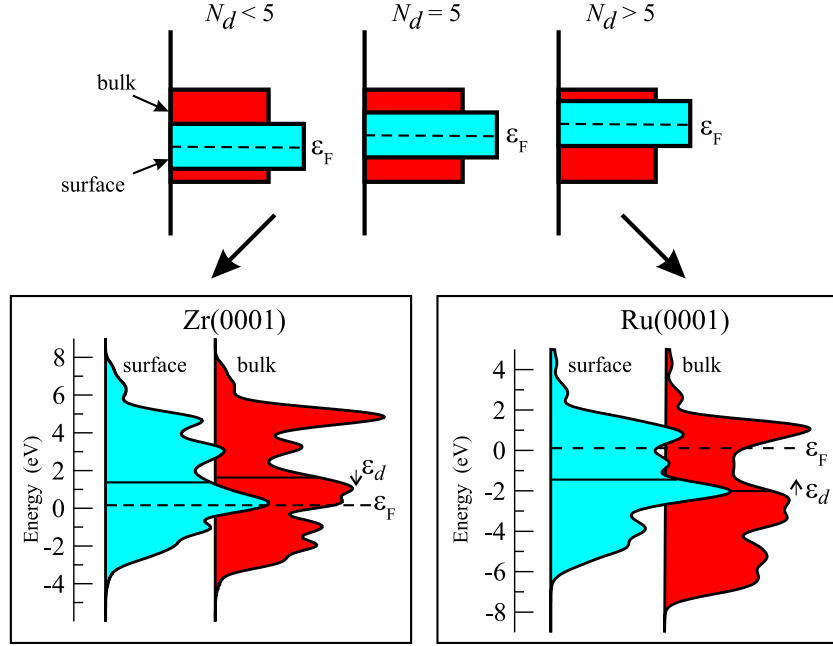 N_d < 5
N_d = 5
N_d > 5
bulk
surface
ε_F
ε_F
ε_F
Zr(0001)
surface
bulk
Energy (eV)
8
6
4
2
0
-2
-4
ε_d
ε_F
Ru(0001)
surface
bulk
Energy (eV)
4
2
0
-2
-4
-6
-8
ε_F
ε_d